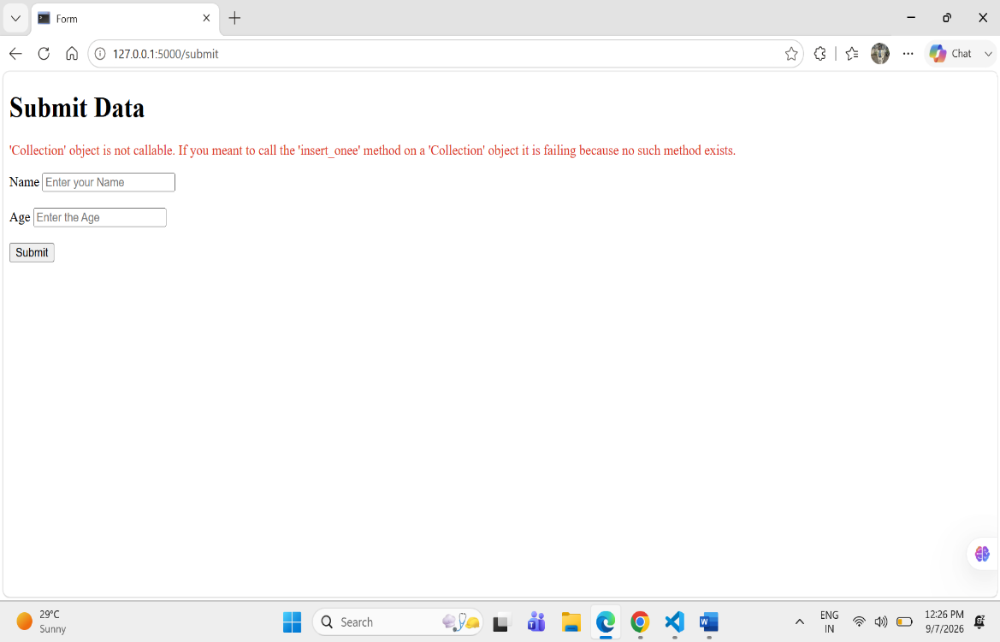 Form
127.0.0.1:5000/submit
Chat
Submit Data
'Collection' object is not callable. If you meant to call the 'insert_onee' method on a 'Collection' object it is failing because no such method exists.
Name Enter your Name
Age Enter the Age
Submit
29°C
Sunny
Search
ENG
IN
12:26 PM
9/7/2026